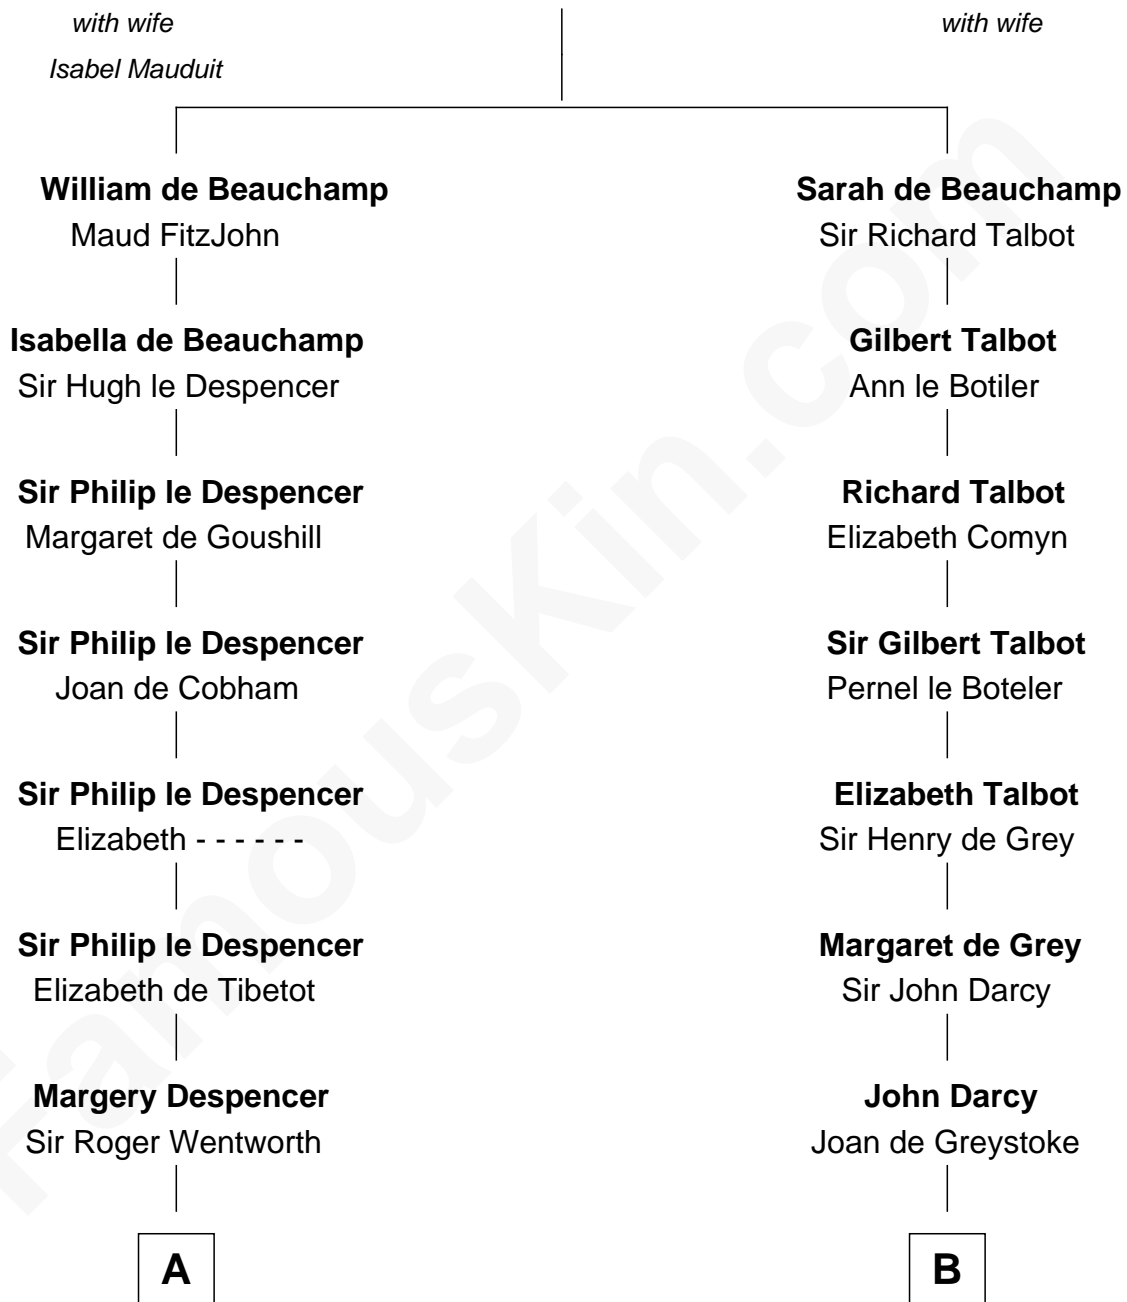 with wife
with wife
Isabel Mauduit
William de Beauchamp
Maud FitzJohn
Sarah de Beauchamp
Sir Richard Talbot
Isabella de Beauchamp
Sir Hugh le Despencer
Gilbert Talbot
Ann le Botiler
Sir Philip le Despencer
Margaret de Goushill
Richard Talbot
Elizabeth Comyn
Sir Philip le Despencer
Joan de Cobham
Sir Gilbert Talbot
Pernel le Boteler
Sir Philip le Despencer
Elizabeth - - - - - -
Elizabeth Talbot
Sir Henry de Grey
Sir Philip le Despencer
Elizabeth de Tibetot
Margaret de Grey
Sir John Darcy
Margery Despencer
Sir Roger Wentworth
John Darcy
Joan de Greystoke
A
B
FamousKin.com